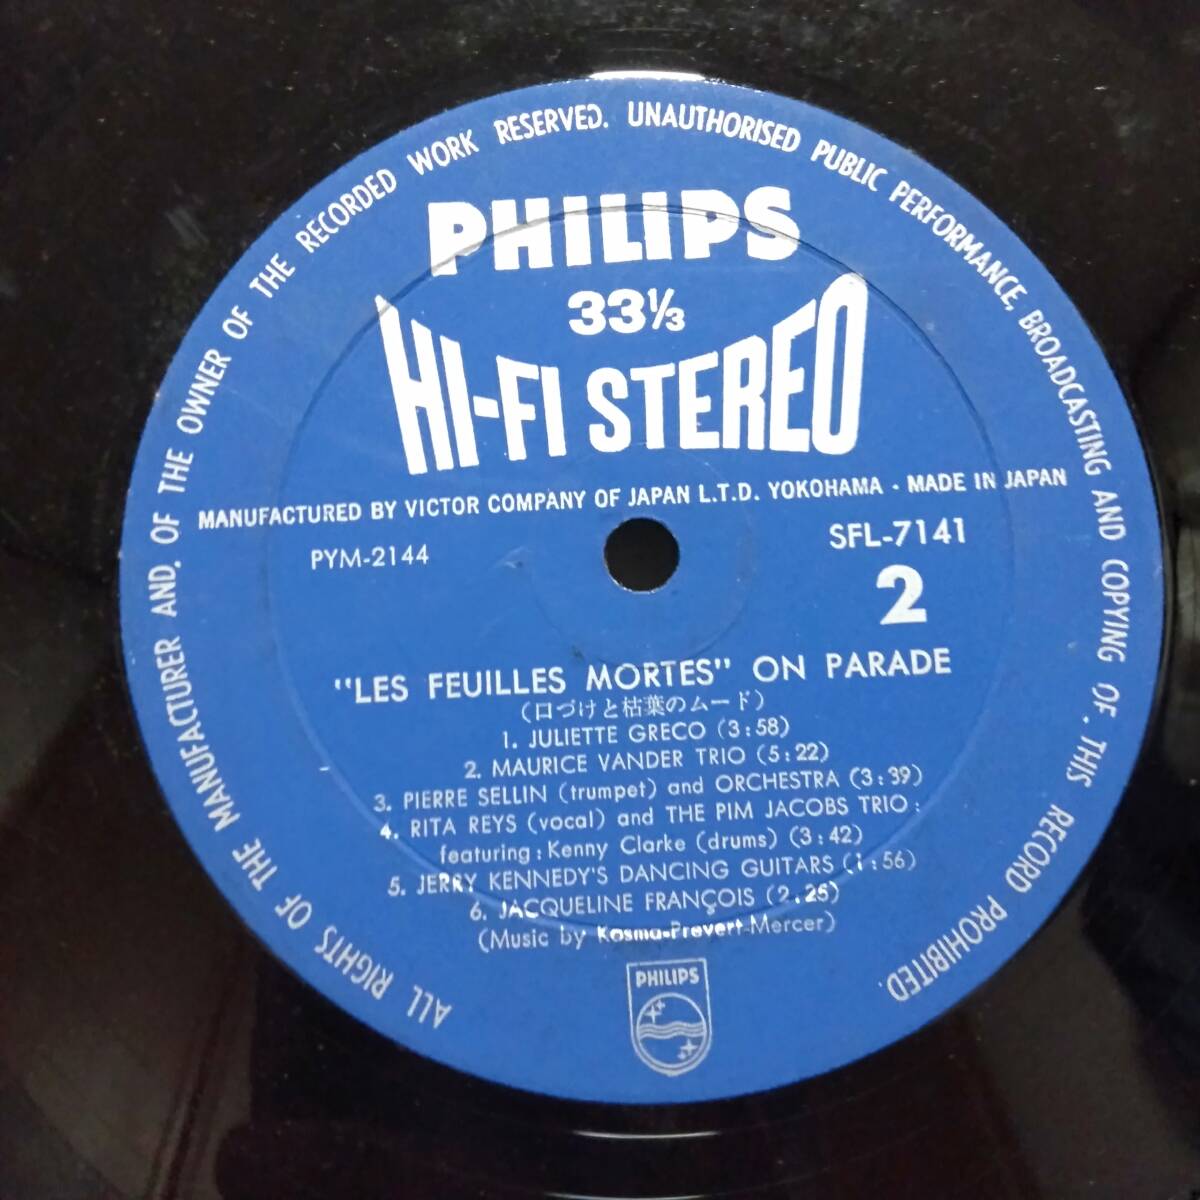 ALL RIGHTS OF THE MANUFACTURER AND, OF THE OWNER OF THE RECORDED WORK RESERVED. UNAUTHORISED PUBLIC PERFORMANCE, BROADCASTING AND COPYING OF. THIS RECORD PROHIBITED.
PHILIPS
33⅓
HI-FI STEREO
MANUFACTURED BY VICTOR COMPANY OF JAPAN L.T.D. YOKOHAMA - MADE IN JAPAN
PYM-2144
SFL-7141
2
"LES FEUILLES MORTES" ON PARADE
(口づけと枯葉のムード)
1. JULIETTE GRECO (3:58)
2. MAURICE VANDER TRIO (5:22)
3. PIERRE SELLIN (trumpet) and ORCHESTRA (3:39)
4. RITA REYS (vocal) and THE PIM JACOBS TRIO:
featuring: Kenny Clarke (drums) (3:42)
5. JERRY KENNEDY'S DANCING GUITARS (1:56)
6. JACQUELINE FRANÇOIS (2.25)
(Music by Kosma-Prevert-Mercer)
PHILIPS